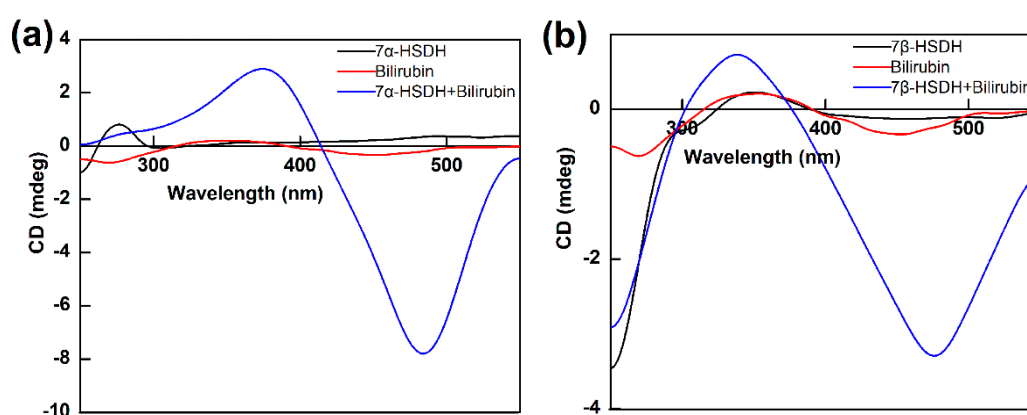 (a)
4
2
0
-2
-4
-6
-8
-10
CD (mdeg)
300
400
500
Wavelength (nm)
7α-HSDH
Bilirubin
7α-HSDH+Bilirubin
(b)
0
-2
-4
CD (mdeg)
300
400
500
Wavelength (nm)
7β-HSDH
Bilirubin
7β-HSDH+Bilirubin